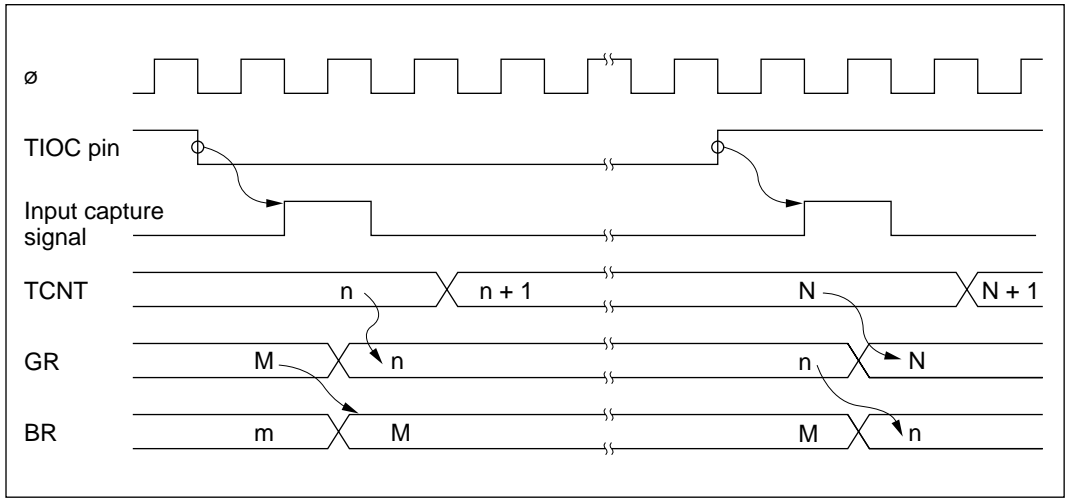 ø
TIOC pin
Input capture
signal
TCNT n n + 1 N N + 1
GR M n n N
BR m M M n